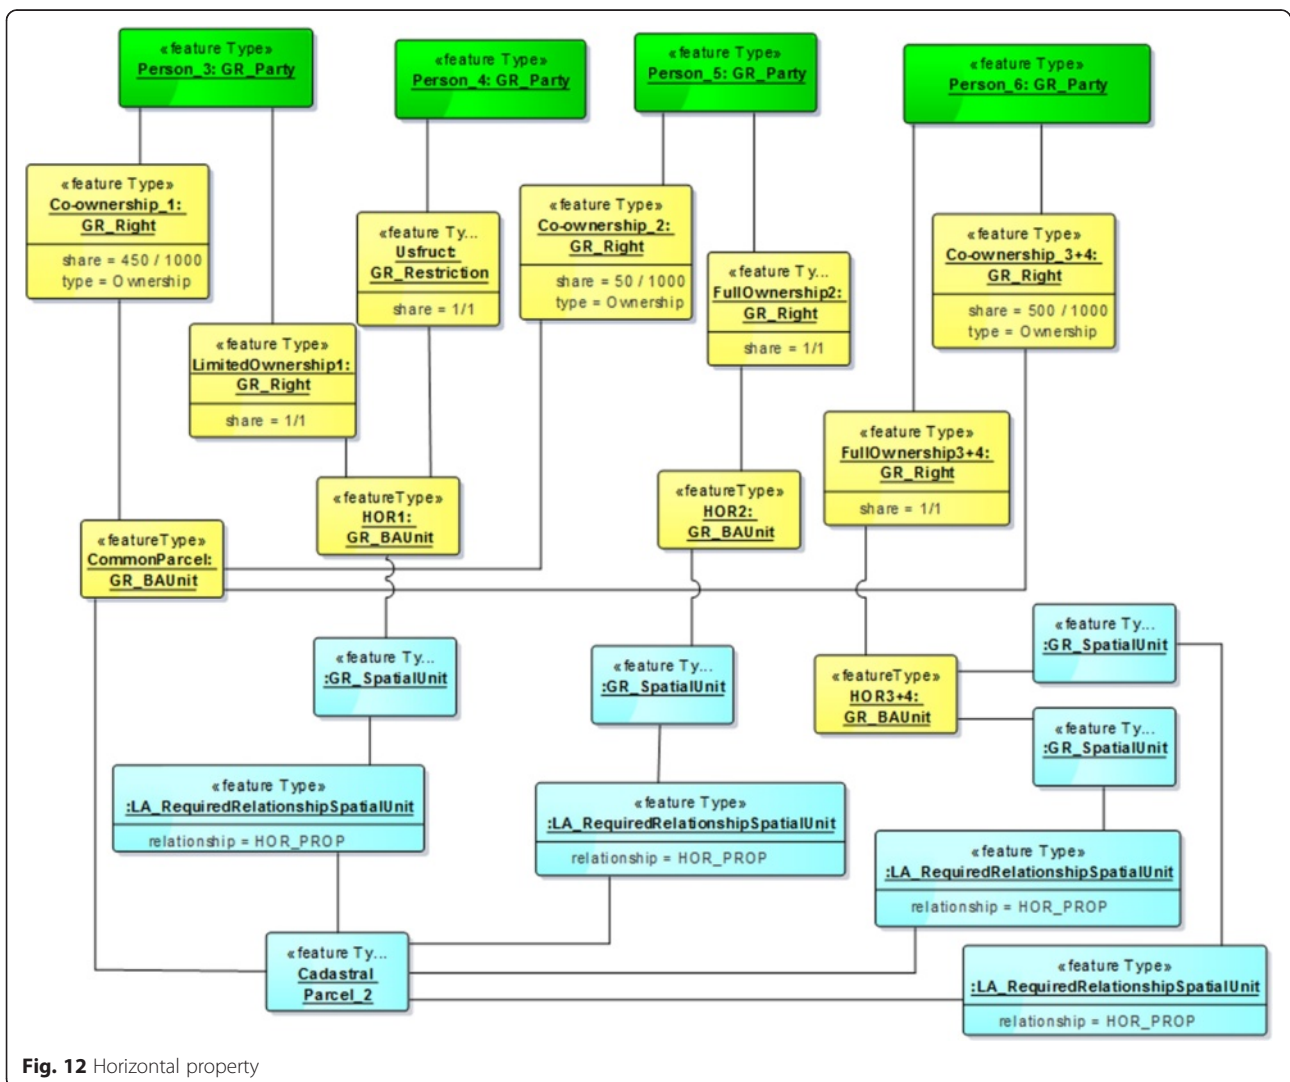 «feature Type»
Person_3: GR_Party
«feature Type»
Person_4: GR_Party
«feature Type»
Person_5: GR_Party
«feature Type»
Person_6: GR_Party
«feature Type»
Co-ownership_1:
GR_Right
share = 450 / 1000
type = Ownership
«feature Ty...
Usfruct:
GR_Restriction
share = 1/1
«feature Type»
Co-ownership_2:
GR_Right
share = 50 / 1000
type = Ownership
«feature Ty...
FullOwnership2:
GR_Right
share = 1/1
«feature Type»
Co-ownership_3+4:
GR_Right
share = 500 / 1000
type = Ownership
«feature Type»
LimitedOwnership1:
GR_Right
share = 1/1
«feature Type»
FullOwnership3+4:
GR_Right
share = 1/1
«featureType»
HOR1:
GR_BAUnit
«featureType»
HOR2:
GR_BAUnit
«featureType»
CommonParcel:
GR_BAUnit
«feature Ty...
:GR_SpatialUnit
«feature Ty...
:GR_SpatialUnit
«featureType»
HOR3+4:
GR_BAUnit
«feature Ty...
:GR_SpatialUnit
«feature Ty...
:GR_SpatialUnit
«feature Type»
:LA_RequiredRelationshipSpatialUnit
relationship = HOR_PROP
«feature Type»
:LA_RequiredRelationshipSpatialUnit
relationship = HOR_PROP
«feature Type»
:LA_RequiredRelationshipSpatialUnit
relationship = HOR_PROP
«feature Ty...
Cadastral
Parcel_2
«feature Type»
:LA_RequiredRelationshipSpatialUnit
relationship = HOR_PROP
Fig. 12 Horizontal property